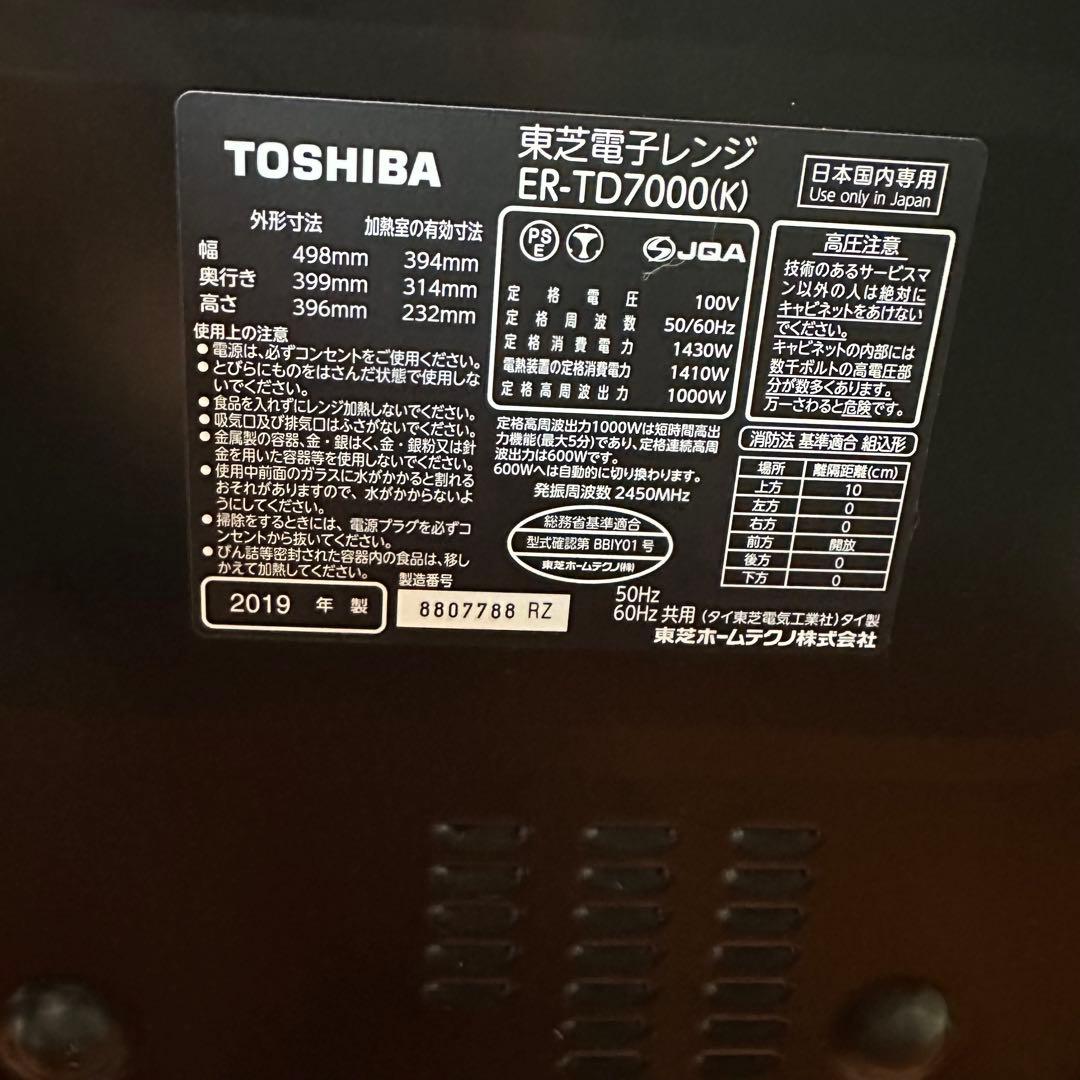 TOSHIBA
東芝電子レンジ
ER-TD7000(K)
日本国内専用
Use only in Japan
外形寸法 加熱室の有効寸法
幅 498mm 394mm
奥行き 399mm 314mm
高さ 396mm 232mm
使用上の注意
●電源は、必ずコンセントをご使用ください。
●とびらにものをはさんだ状態で使用しな
いでください。
●食品を入れずにレンジ加熱しないでください。
●吸気口及び排気口はふさがないでください。
●金属製の容器、金・銀はく、金・銀粉又は針
金を用いた容器等を使用しないでください。
●使用中前面のガラスに水がかかると割れる
おそれがありますので、水がかからないよ
うにしてください。
●掃除をするときには、電源プラグを必ずコ
ンセントから抜いてください。
●びん詰等密封された容器内の食品は、移し
かえて加熱してください。
2019 年 製
製造番号
8807788 RZ
PS
E
JQA
定格電圧 100V
定格周波数 50/60Hz
定格消費電力 1430W
電熱装置の定格消費電力 1410W
定格高周波出力 1000W
定格高周波出力1000Wは短時間高出
力機能(最大5分)であり、定格連続高周
波出力は600Wです。
600Wへは自動的に切り換わります。
発振周波数 2450MHz
総務省基準適合
型式確認第 BBIY01 号
東芝ホームテクノ(株)
高圧注意
技術のあるサービスマ
ン以外の人は絶対に
キャビネットをあけない
でください。
キャビネットの内部には
数千ボルトの高電圧部
分が数多くあります。
万一さわると危険です。
消防法 基準適合 組込形
場所 離隔距離(cm)
上方 10
左方 0
右方 0
前方 開放
後方 0
下方 0
50Hz
60Hz 共用 (タイ東芝電気工業社)タイ製
東芝ホームテクノ株式会社